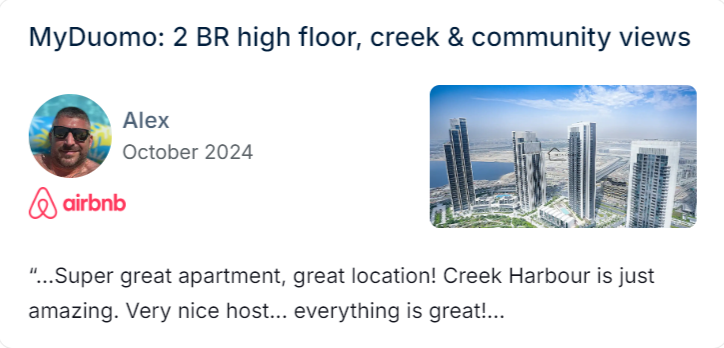 MyDuomo: 2 BR high floor, creek & community views
Alex
October 2024
airbnb
“...Super great apartment, great location! Creek Harbour is just
amazing. Very nice host... everything is great!...